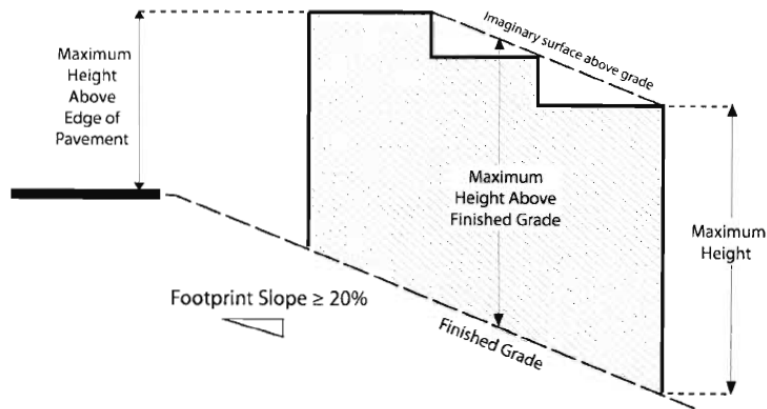 Maximum
Height
Above
Edge of
Pavement
Imaginary surface above grade
Maximum
Height Above
Finished Grade
Maximum
Height
Footprint Slope ≥ 20%
Finished Grade